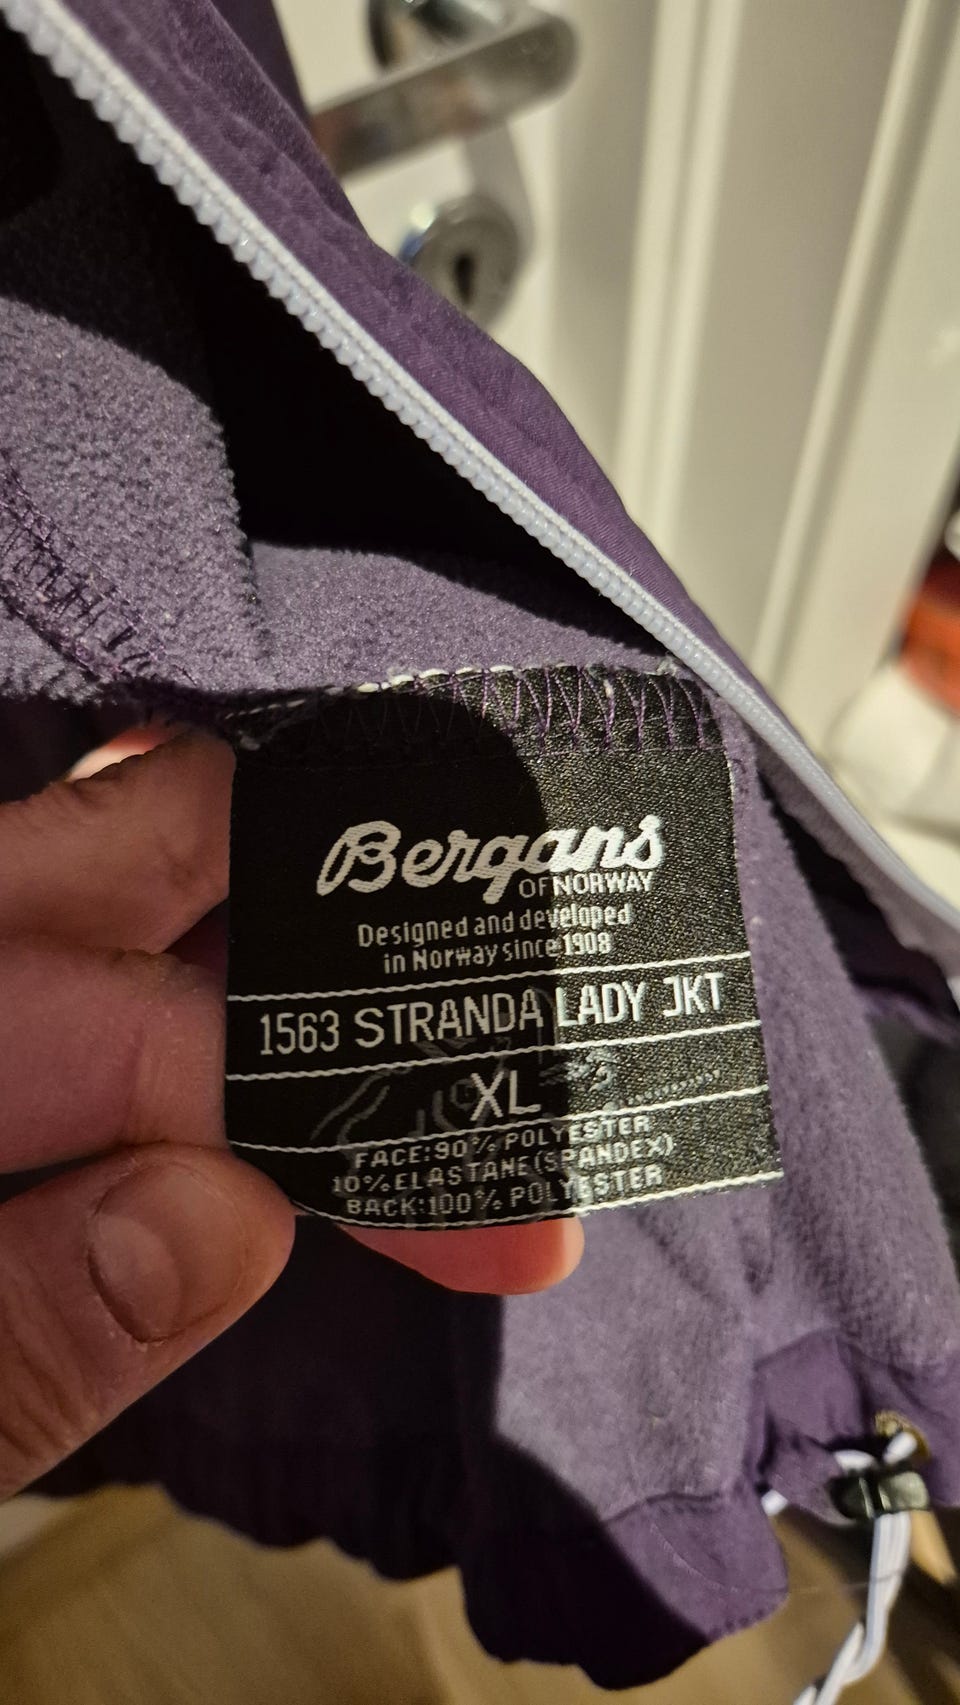 Bergans
OF NORWAY
Designed and developed
in Norway since 1908
1563 STRANDA LADY JKT
XL
FACE:90% POLYESTER
10%ELASTANE(SPANDEX)
BACK:100% POLYESTER